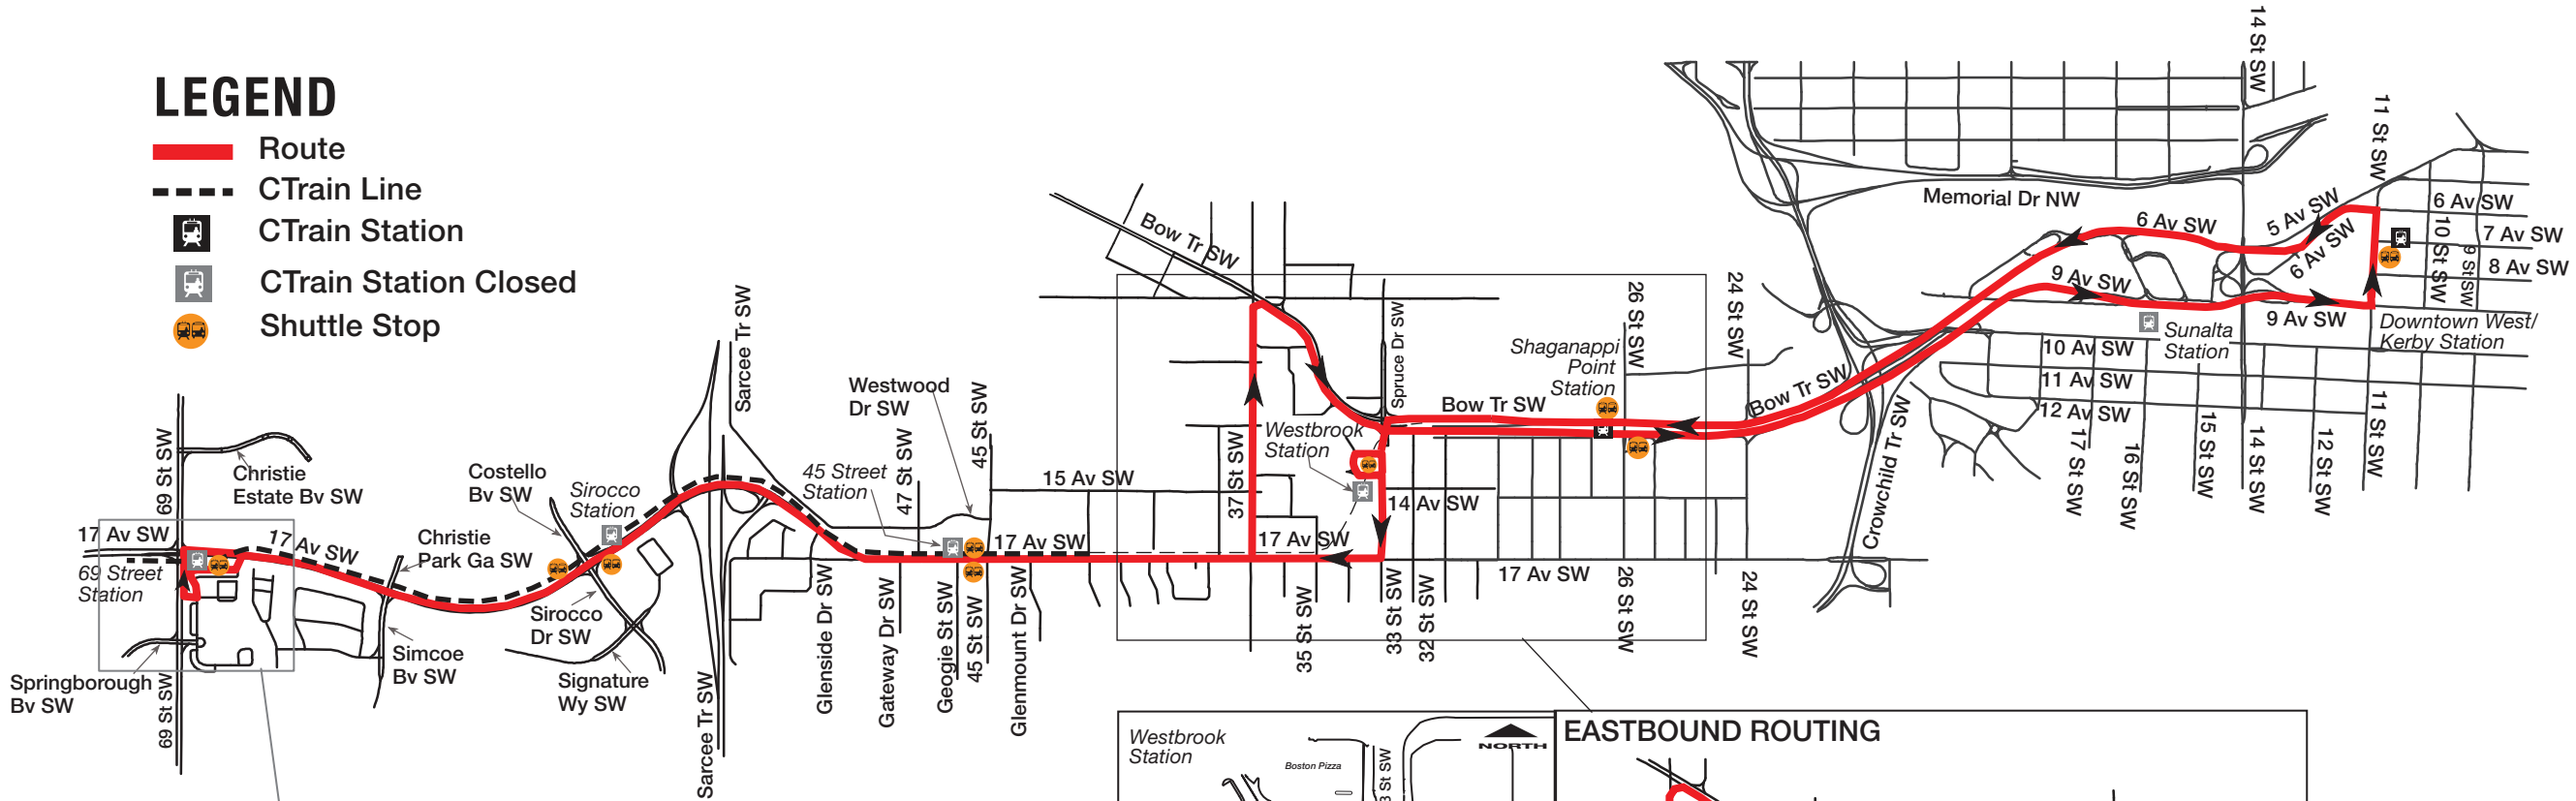 LEGEND
Route
CTrain Line
CTrain Station
CTrain Station Closed
Shuttle Stop
14 St SW
11 St SW
Memorial Dr NW
6 Av SW
5 Av SW
6 Av SW
6 Av SW
10 St SW
9 St SW
7 Av SW
8 Av SW
9 Av SW
9 Av SW
Downtown West/
Kerby Station
Sunalta
Station
10 Av SW
11 Av SW
12 Av SW
17 St SW
16 St SW
15 St SW
14 St SW
12 St SW
11 St SW
Bow Tr SW
Spruce Dr SW
Shaganappi
Point
Station
26 St SW
24 St SW
Bow Tr SW
Bow Tr SW
Crowchild Tr SW
Westbrook
Station
37 St SW
14 Av SW
17 Av SW
17 Av SW
35 St SW
33 St SW
32 St SW
26 St SW
24 St SW
Sarcee Tr SW
Westwood
Dr SW
45 St SW
47 St SW
45 Street
Station
15 Av SW
17 Av SW
69 St SW
Christie
Estate Bv SW
Costello
Bv SW
Sirocco
Station
17 Av SW
17 Av SW
Christie
Park Ga SW
69 Street
Station
Sirocco
Dr SW
Simcoe
Bv SW
Signature
Wy SW
Springborough
Bv SW
69 St SW
Sarcee Tr SW
Glenside Dr SW
Gateway Dr SW
Georgie St SW
45 St SW
Glenmount Dr SW
Westbrook
Station
Boston Pizza
3 St SW
NORTH
EASTBOUND ROUTING